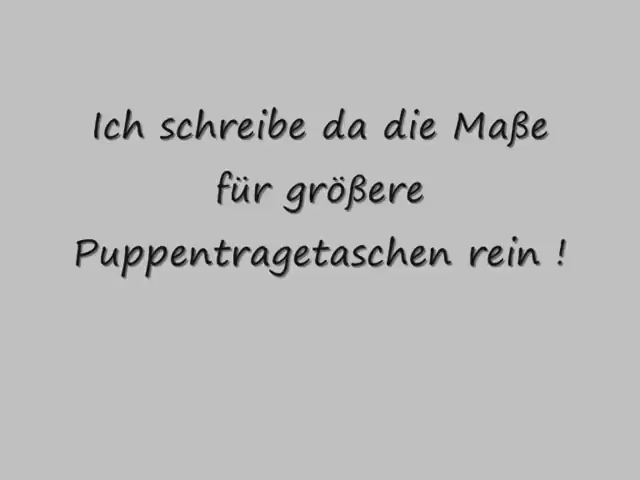 Ich schreibe da die Maße
für größere
Puppentragetaschen rein !